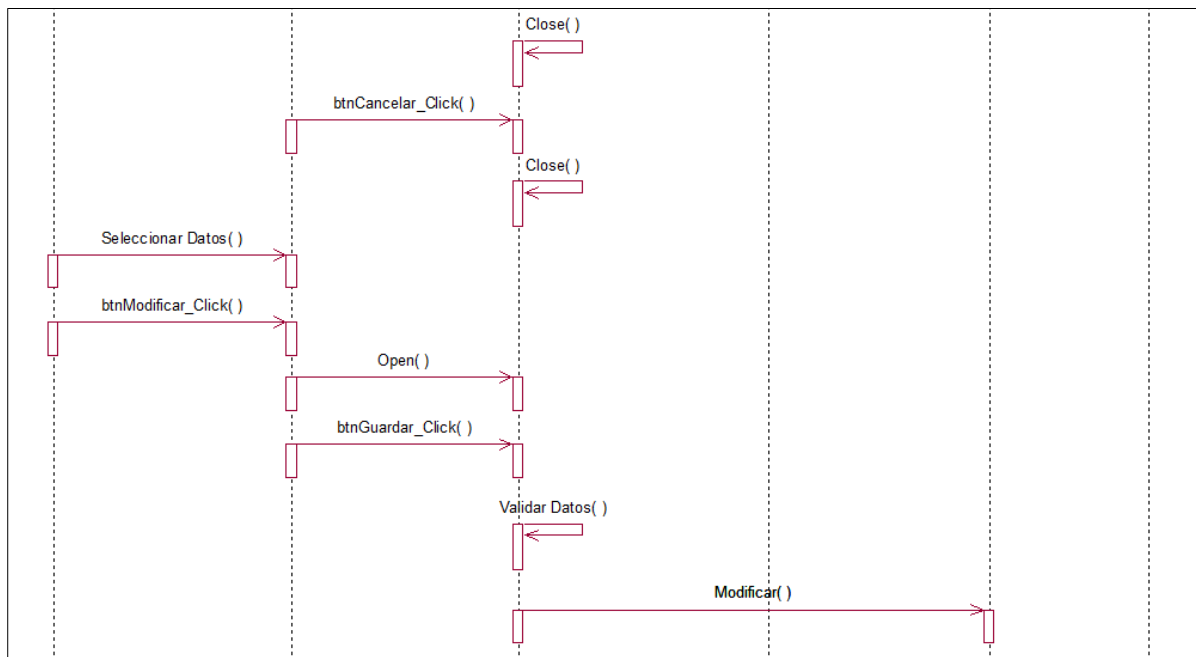 Close( )
btnCancelar_Click( )
Close( )
Seleccionar Datos( )
btnModificar_Click( )
Open( )
btnGuardar_Click( )
Validar Datos( )
Modificar( )